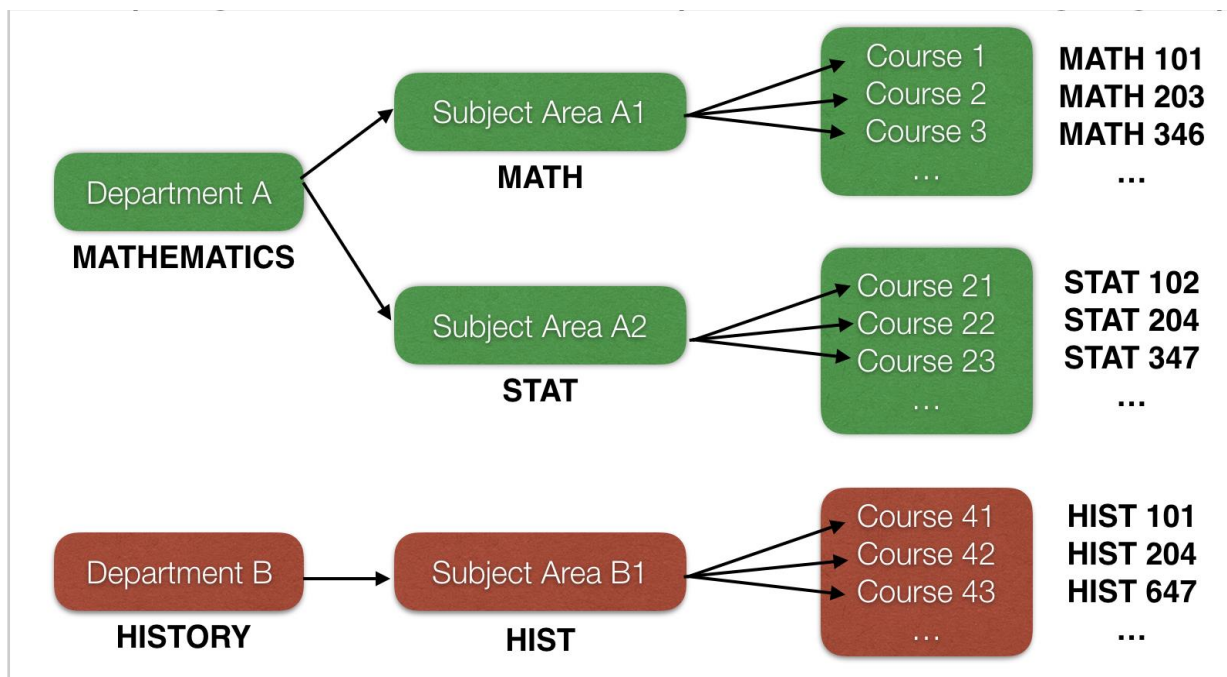 Department A
MATHEMATICS
Subject Area A1
MATH
Course 1
Course 2
Course 3
...
MATH 101
MATH 203
MATH 346
...
Subject Area A2
STAT
Course 21
Course 22
Course 23
...
STAT 102
STAT 204
STAT 347
...
Department B
HISTORY
Subject Area B1
HIST
Course 41
Course 42
Course 43
...
HIST 101
HIST 204
HIST 647
...